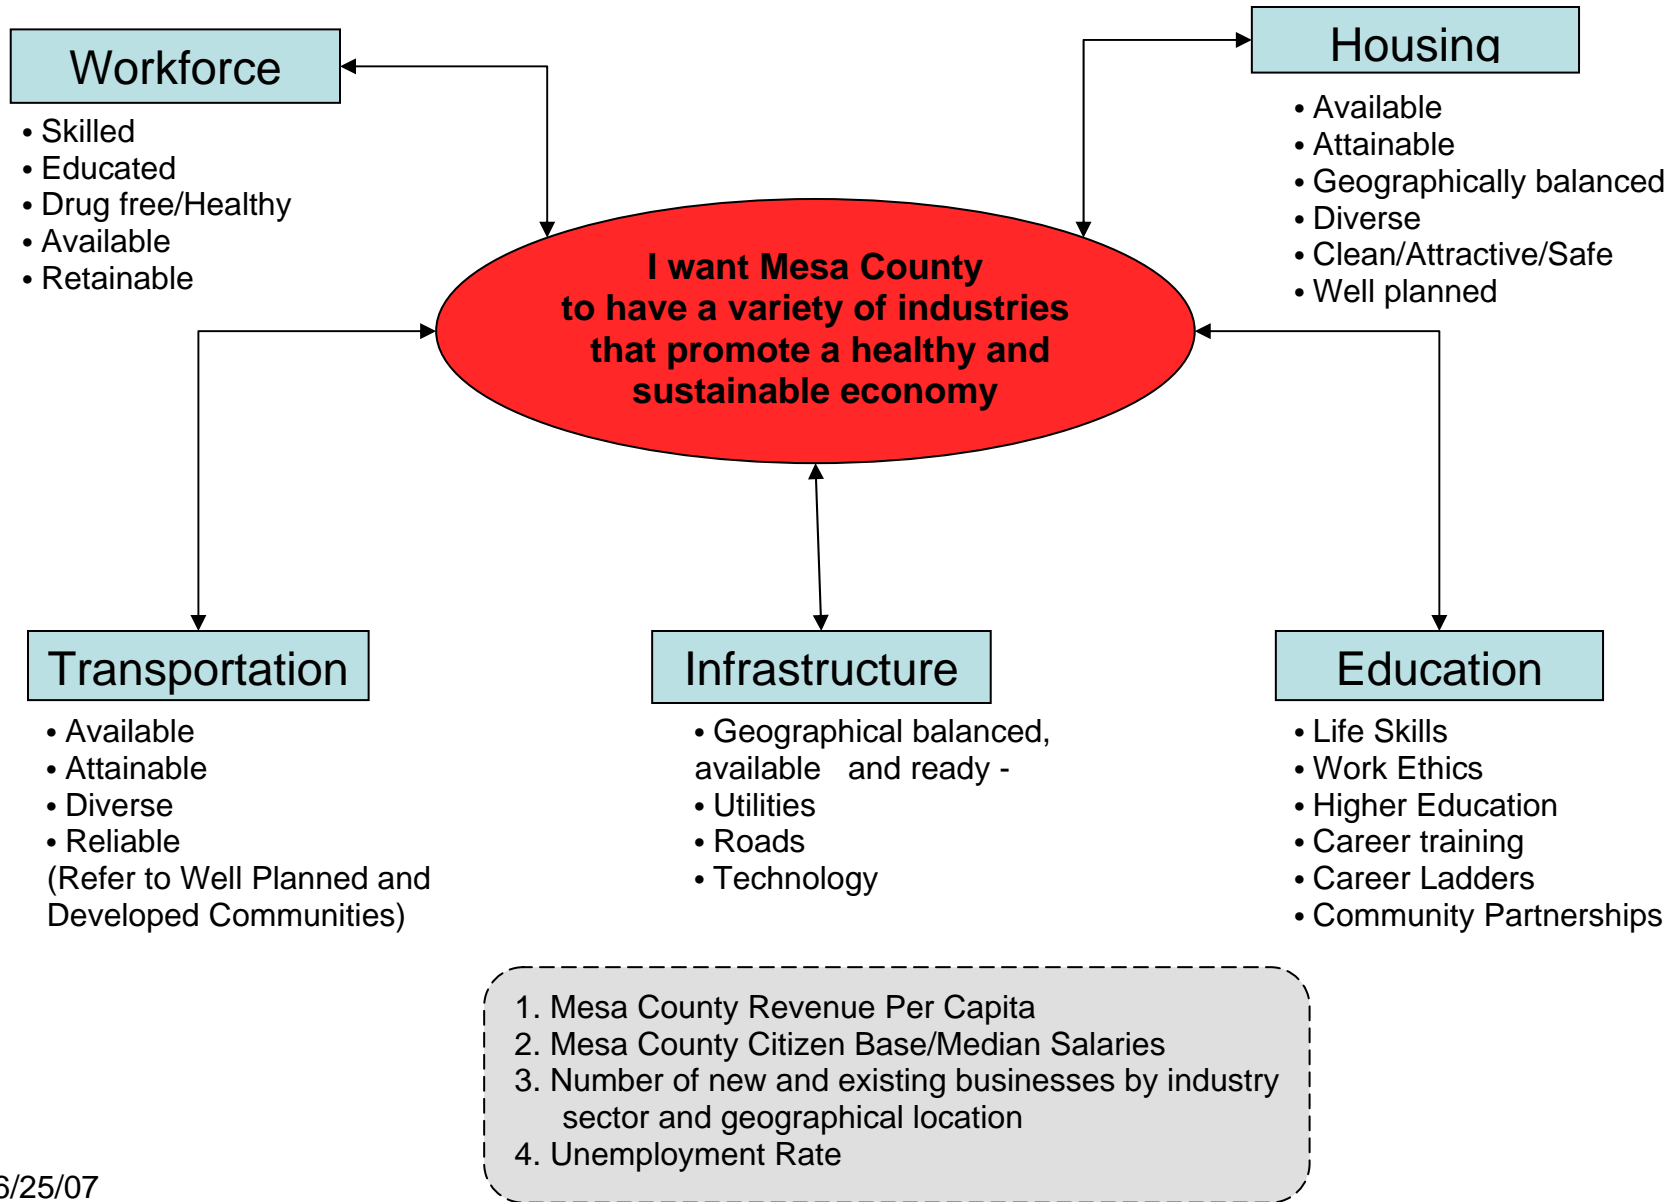 Workforce
• Skilled
• Educated
• Drug free/Healthy
• Available
• Retainable
Housing
• Available
• Attainable
• Geographically balanced
• Diverse
• Clean/Attractive/Safe
• Well planned
I want Mesa County
to have a variety of industries
that promote a healthy and
sustainable economy
Transportation
• Available
• Attainable
• Diverse
• Reliable
(Refer to Well Planned and
Developed Communities)
Infrastructure
• Geographical balanced,
available and ready -
• Utilities
• Roads
• Technology
Education
• Life Skills
• Work Ethics
• Higher Education
• Career training
• Career Ladders
• Community Partnerships
1. Mesa County Revenue Per Capita
2. Mesa County Citizen Base/Median Salaries
3. Number of new and existing businesses by industry
sector and geographical location
4. Unemployment Rate
6/25/07